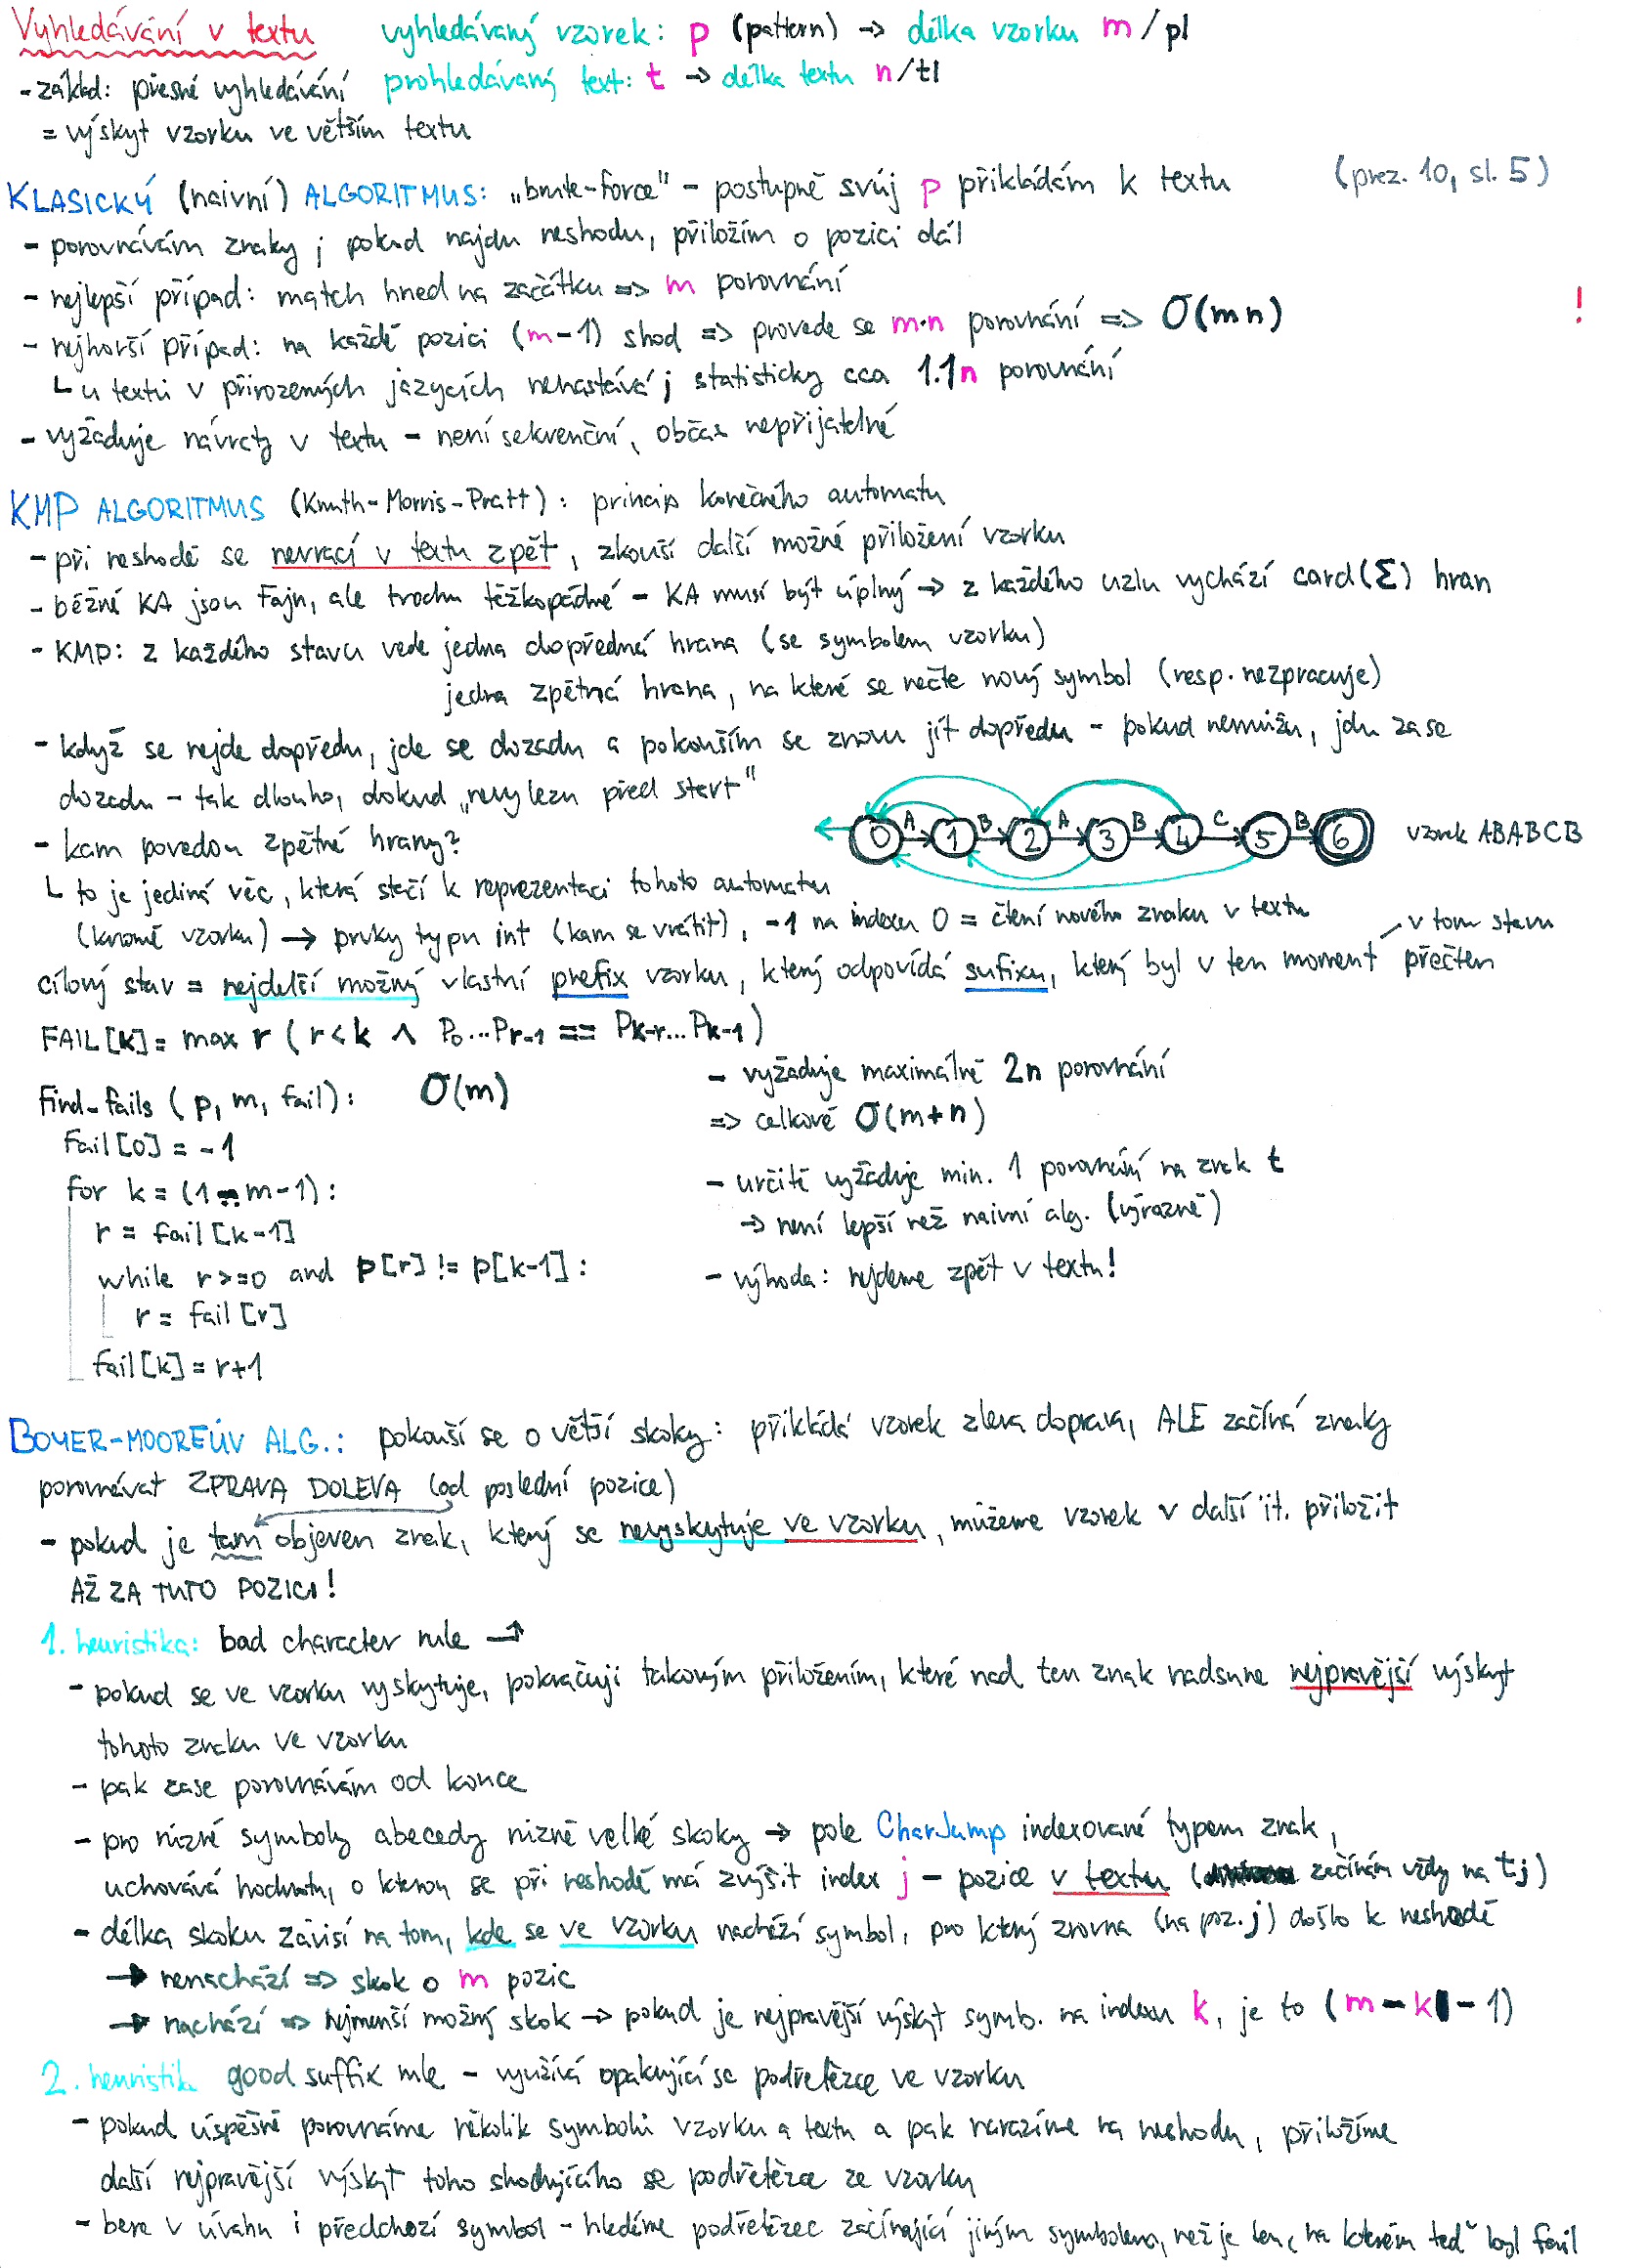 Vyhledávání v textu vyhledávaný vzorek: p (pattern) → délka vzorku m/pl
prohledávaný text: t → délka textu n/tl
- základ: přesné vyhledávání
= výskyt vzorku ve větším textu
KLASICKÝ (naivní) ALGORITMUS: „brute-force" - postupně svůj p přikládám k textu (prez. 10, sl. 5)
- porovnávám znaky ; pokud najdu neshodu, přiložím o pozici dál
- nejlepší případ: match hned na začátku => m porovnání
- nejhorší případ: na každé pozici (m-1) shod => provede se m·n porovnání => O(mn) !
↳ u textů v přirozených jazycích nenastává ; statisticky cca 1.1n porovnání
- vyžaduje návraty v textu - není sekvenční, občas nepřijatelné
KMP ALGORITMUS (Knuth-Morris-Pratt): princip konečného automatu
- při neshodě se nevrací v textu zpět, zkouší další možné přiložení vzorku
- běžné KA jsou fajn, ale trochu těžkopádné - KA musí být úplný → z každého uzlu vychází card(Σ) hran
- KMP: z každého stavu vede jedna dopředná hrana (se symbolem vzorku)
jedna zpětná hrana, na které se nečte nový symbol (resp. nezpracuje)
- když se nejde dopředu, jde se dozadu a pokouším se znovu jít dopředu - pokud nemůžu, jdu zase
dozadu - tak dlouho, dokud „nevylezu před start"
0 A 1 B 2 A 3 B 4 C 5 B 6 vzorek ABABCB
- kam povedou zpětné hrany?
↳ to je jediná věc, která stačí k reprezentaci tohoto automatu
(kromě vzorku) → prvky typu int (kam se vrátit), -1 na indexu 0 = čtení nového znaku v textu
v tom stavu
cílový stav = nejdelší možný vlastní prefix vzorku, který odpovídá sufixu, který byl v ten moment přečten
FAIL[k] = max r (r<k ∧ P0...Pr-1 == Pk-r...Pk-1)
find_fails (p, m, fail): O(m)
fail[0] = -1
for k = (1..m-1):
r = fail[k-1]
while r>=0 and p[r] != p[k-1]:
r = fail[r]
fail[k] = r+1
- vyžaduje maximálně 2n porovnání
=> celkově O(m+n)
- určitě vyžaduje min. 1 porovnání na znak t
→ není lepší než naivní alg. (výrazně)
- výhoda: nejdeme zpět v textu!
BOYER-MOOREŮV ALG.: pokouší se o větší skoky: přikládá vzorek zleva doprava, ALE začíná znaky
porovnávat ZPRAVA DOLEVA (od poslední pozice)
- pokud je tam objeven znak, který se nevyskytuje ve vzorku, můžeme vzorek v další it. přiložit
AŽ ZA TUTO POZICI!
1. heuristika: bad character rule →
- pokud se ve vzorku vyskytuje, pokračuji takovým přiložením, které nad ten znak nadsune nejpravější výskyt
tohoto znaku ve vzorku
- pak zase porovnávám od konce
- pro různé symboly abecedy různě velké skoky → pole CharJump indexované typem znak,
uchovává hodnotu, o kterou se při neshodě má zvýšit index j - pozice v textu ( začínám vždy na tj)
- délka skoku závisí na tom, kde se ve vzorku nachází symbol, pro který zrovna (na poz. j) došlo k neshodě
→ nenachází => skok o m pozic
→ nachází => nejmenší možný skok → pokud je nejpravější výskyt symb. na indexu k, je to (m - k - 1)
2. heuristika good suffix rule - využívá opakující se podřetězce ve vzorku
- pokud úspěšně porovnáme několik symbolů vzorku a textu a pak narazíme na neshodu, přiložíme
další nejpravější výskyt toho shodujícího se podřetězce ze vzorku
- bere v úvahu i předchozí symbol - hledáme podřetězec začínající jiným symbolem, než je ten, na kterém teď byl fail